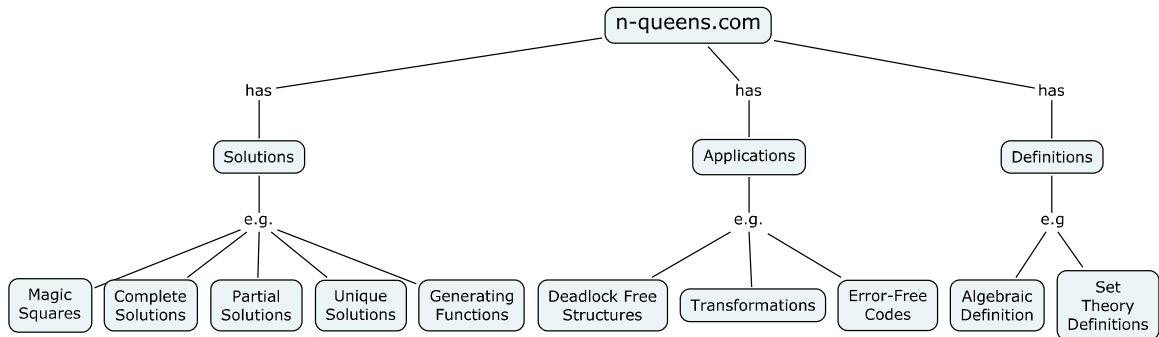 n-queens.com
has
has
has
Solutions
Applications
Definitions
e.g.
e.g.
e.g
Magic
Squares
Complete
Solutions
Partial
Solutions
Unique
Solutions
Generating
Functions
Deadlock Free
Structures
Transformations
Error-Free
Codes
Algebraic
Definition
Set
Theory
Definitions